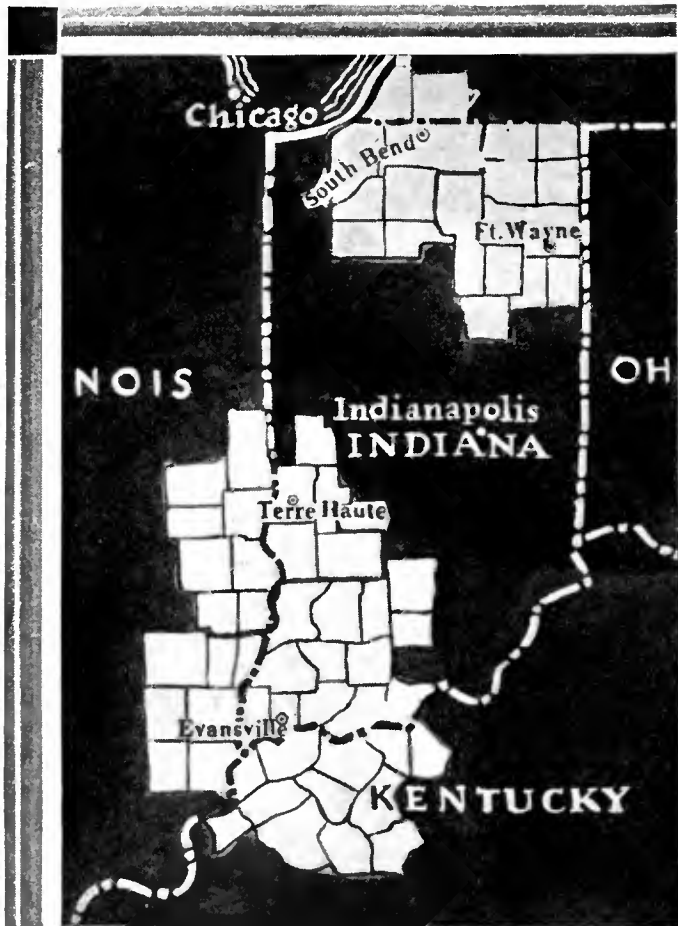 Chicago
South Bend
Ft. Wayne
NOIS
OH
Indianapolis
INDIANA
Terre Haute
Evansville
KENTUCKY